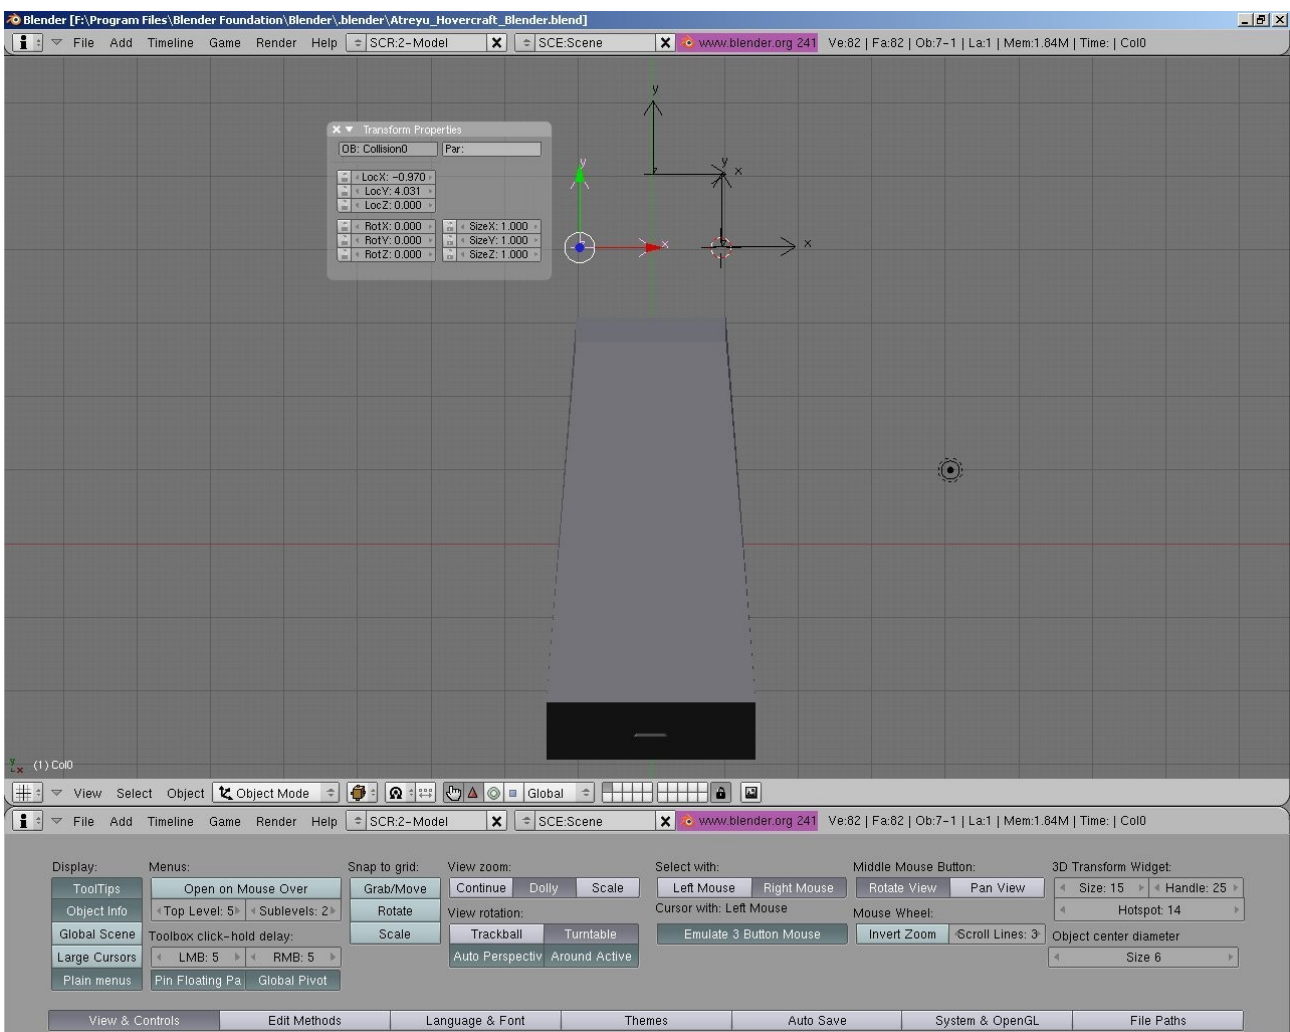 Blender [F:\Program Files\Blender Foundation\Blender\.blender\Atreyu_Hovercraft_Blender.blend]
File Add Timeline Game Render Help SCR:2-Model X SCE:Scene X www.blender.org 241 Ve:82 | Fa:82 | Ob:7-1 | La:1 | Mem:1.84M | Time: | Col0
y
Transform Properties
OB: Collision0 Par:
y y x
LocX: -0.970
LocY: 4.031
LocZ: 0.000
RotX: 0.000 SizeX: 1.000
RotY: 0.000 SizeY: 1.000
RotZ: 0.000 SizeZ: 1.000
x x
y
x (1) Col0
View Select Object Object Mode Global
File Add Timeline Game Render Help SCR:2-Model X SCE:Scene X www.blender.org 241 Ve:82 | Fa:82 | Ob:7-1 | La:1 | Mem:1.84M | Time: | Col0
Display: Menus: Snap to grid: View zoom: Select with: Middle Mouse Button: 3D Transform Widget:
ToolTips Open on Mouse Over Grab/Move Continue Dolly Scale Left Mouse Right Mouse Rotate View Pan View Size: 15 Handle: 25
Object Info Top Level: 5 Sublevels: 2 Rotate View rotation: Cursor with: Left Mouse Mouse Wheel: Hotspot: 14
Global Scene Toolbox click-hold delay: Scale Trackball Turntable Emulate 3 Button Mouse Invert Zoom Scroll Lines: 3 Object center diameter
Large Cursors LMB: 5 RMB: 5 Auto Perspectiv Around Active Size 6
Plain menus Pin Floating Pa Global Pivot
View & Controls Edit Methods Language & Font Themes Auto Save System & OpenGL File Paths